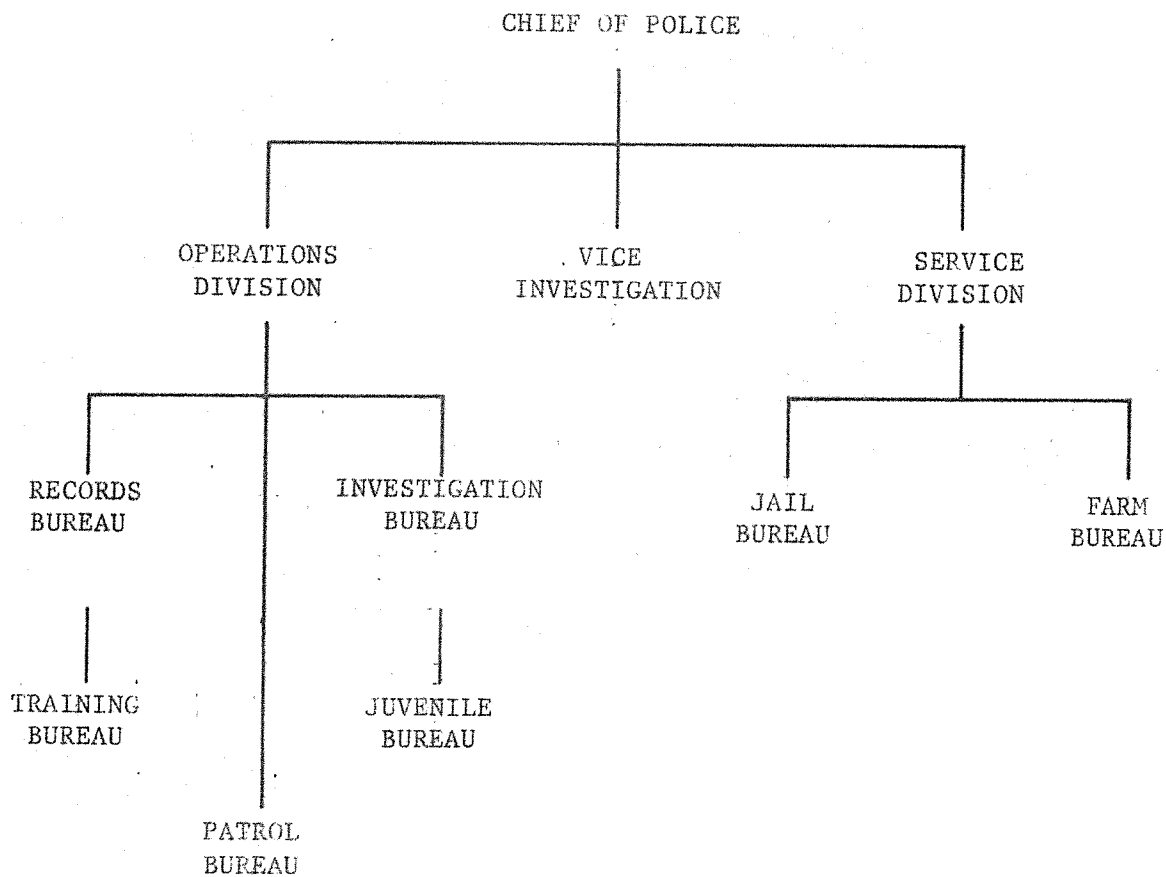 CHIEF OF POLICE
OPERATIONS
DIVISION
VICE
INVESTIGATION
SERVICE
DIVISION
RECORDS
BUREAU
INVESTIGATION
BUREAU
JAIL
BUREAU
FARM
BUREAU
TRAINING
BUREAU
JUVENILE
BUREAU
PATROL
BUREAU